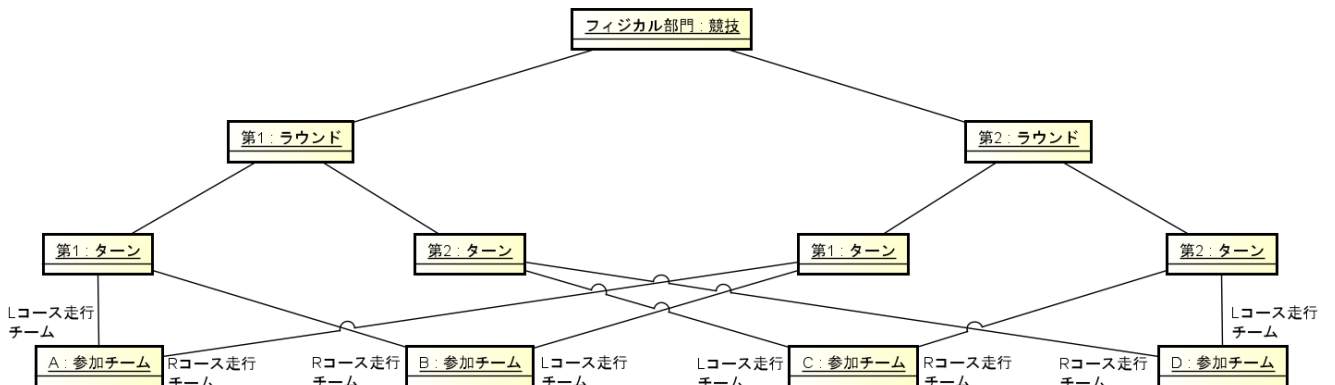 フィジカル部門 : 競技
第1 : ラウンド
第2 : ラウンド
第1 : ターン
第2 : ターン
第1 : ターン
第2 : ターン
Lコース走行
チーム
Lコース走行
チーム
A : 参加チーム
Rコース走行
チーム
Rコース走行
チーム
B : 参加チーム
Lコース走行
チーム
Lコース走行
チーム
C : 参加チーム
Rコース走行
チーム
Rコース走行
チーム
D : 参加チーム